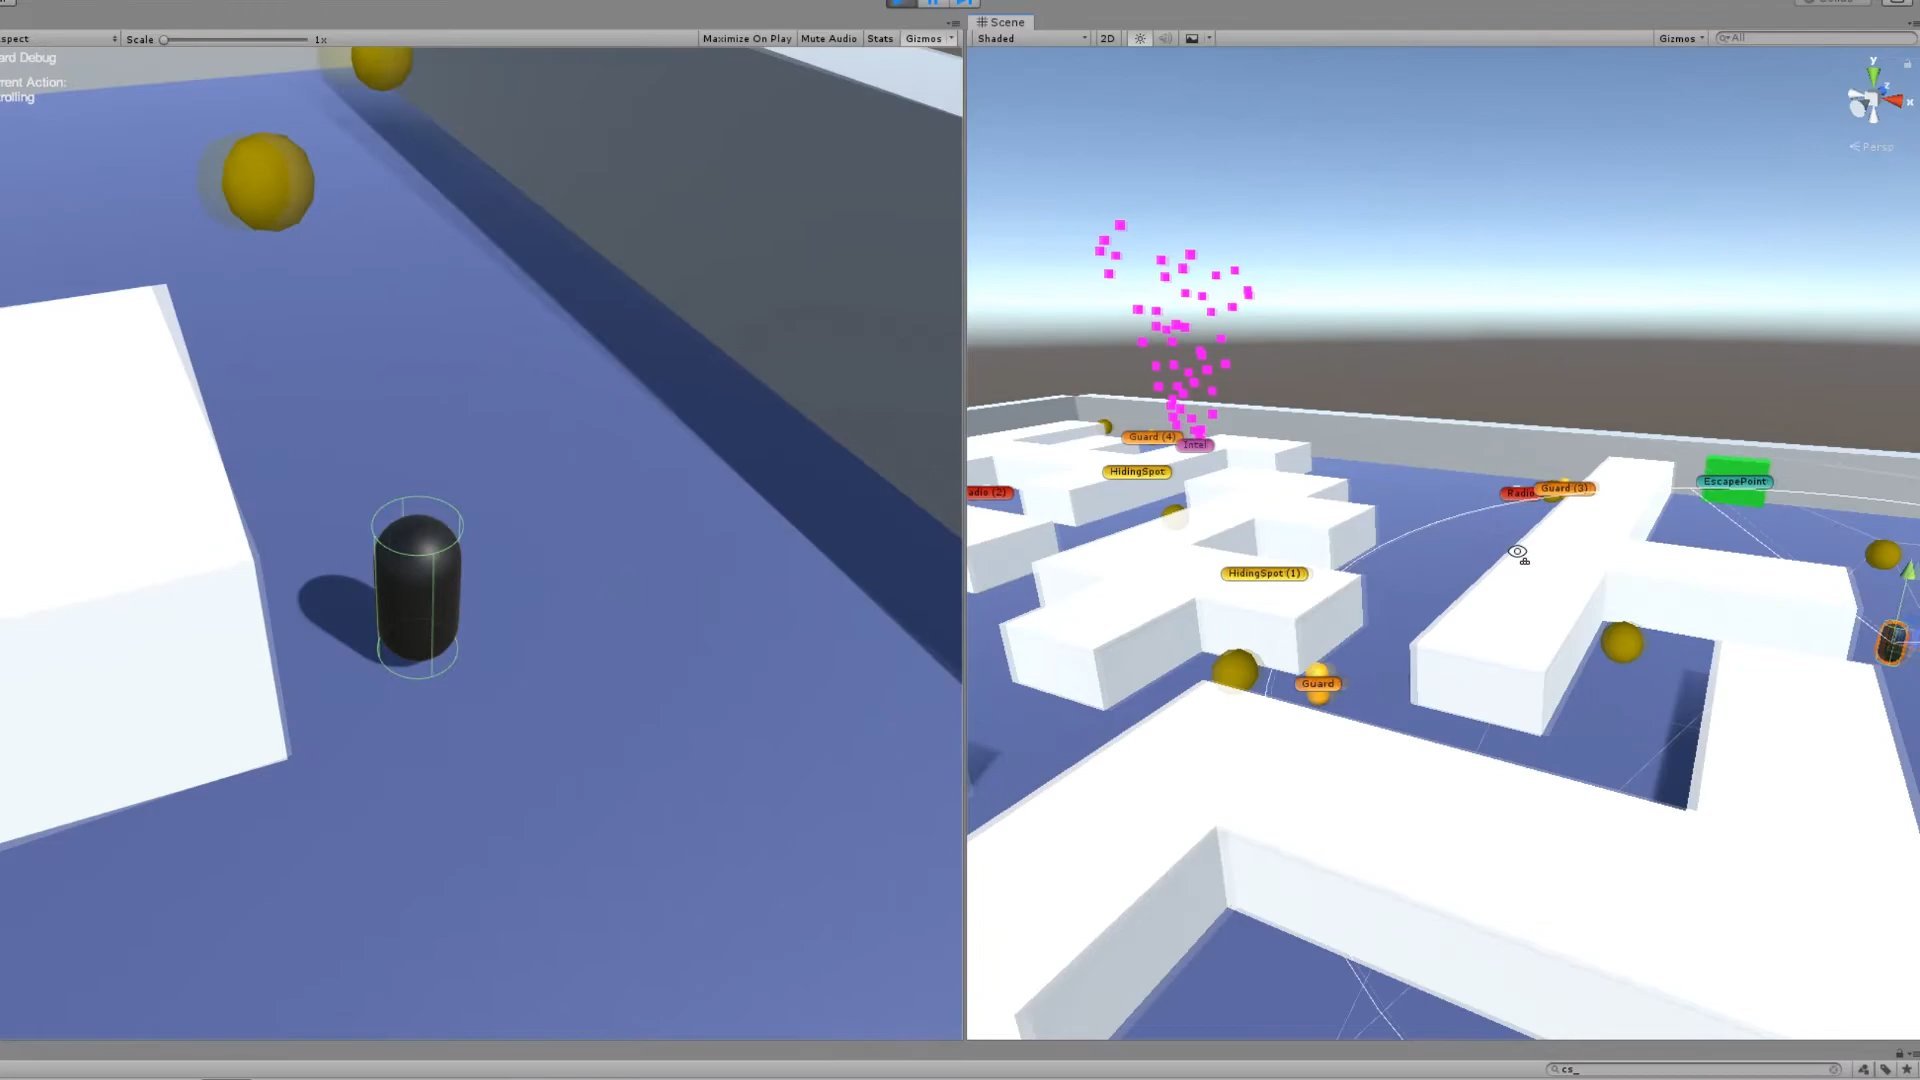 Scene
spect
Scale
1x
Maximize On Play
Mute Audio
Stats
Gizmos
Shaded
2D
Gizmos
All
ard Debug
rent Action:
rolling
y
x
Persp
Guard (4)
Intel
HidingSpot
adio (2)
Radio
Guard (3)
EscapePoint
HidingSpot (1)
Guard
cs_